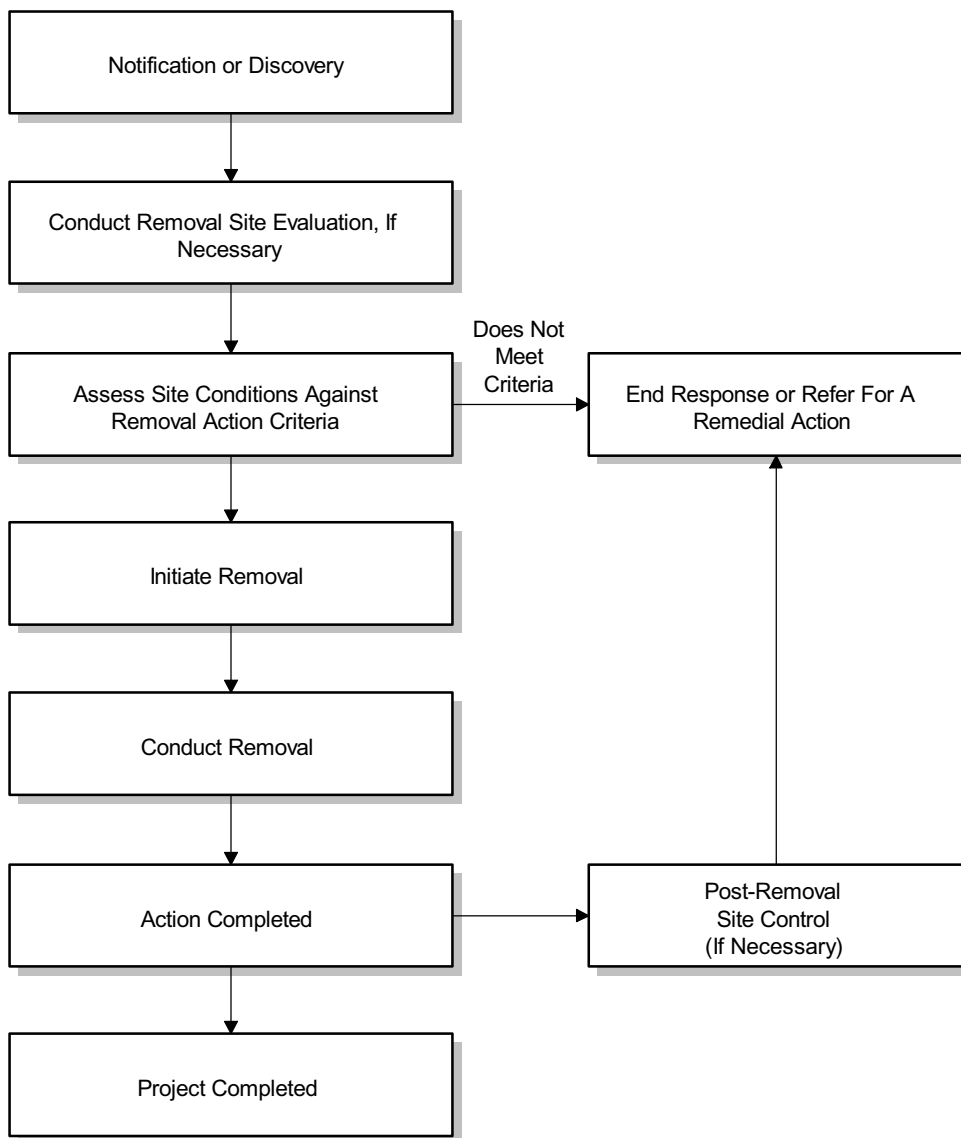 Notification or Discovery
Conduct Removal Site Evaluation, If
Necessary
Does Not
Meet
Criteria
Assess Site Conditions Against
Removal Action Criteria
End Response or Refer For A
Remedial Action
Initiate Removal
Conduct Removal
Action Completed
Post-Removal
Site Control
(If Necessary)
Project Completed